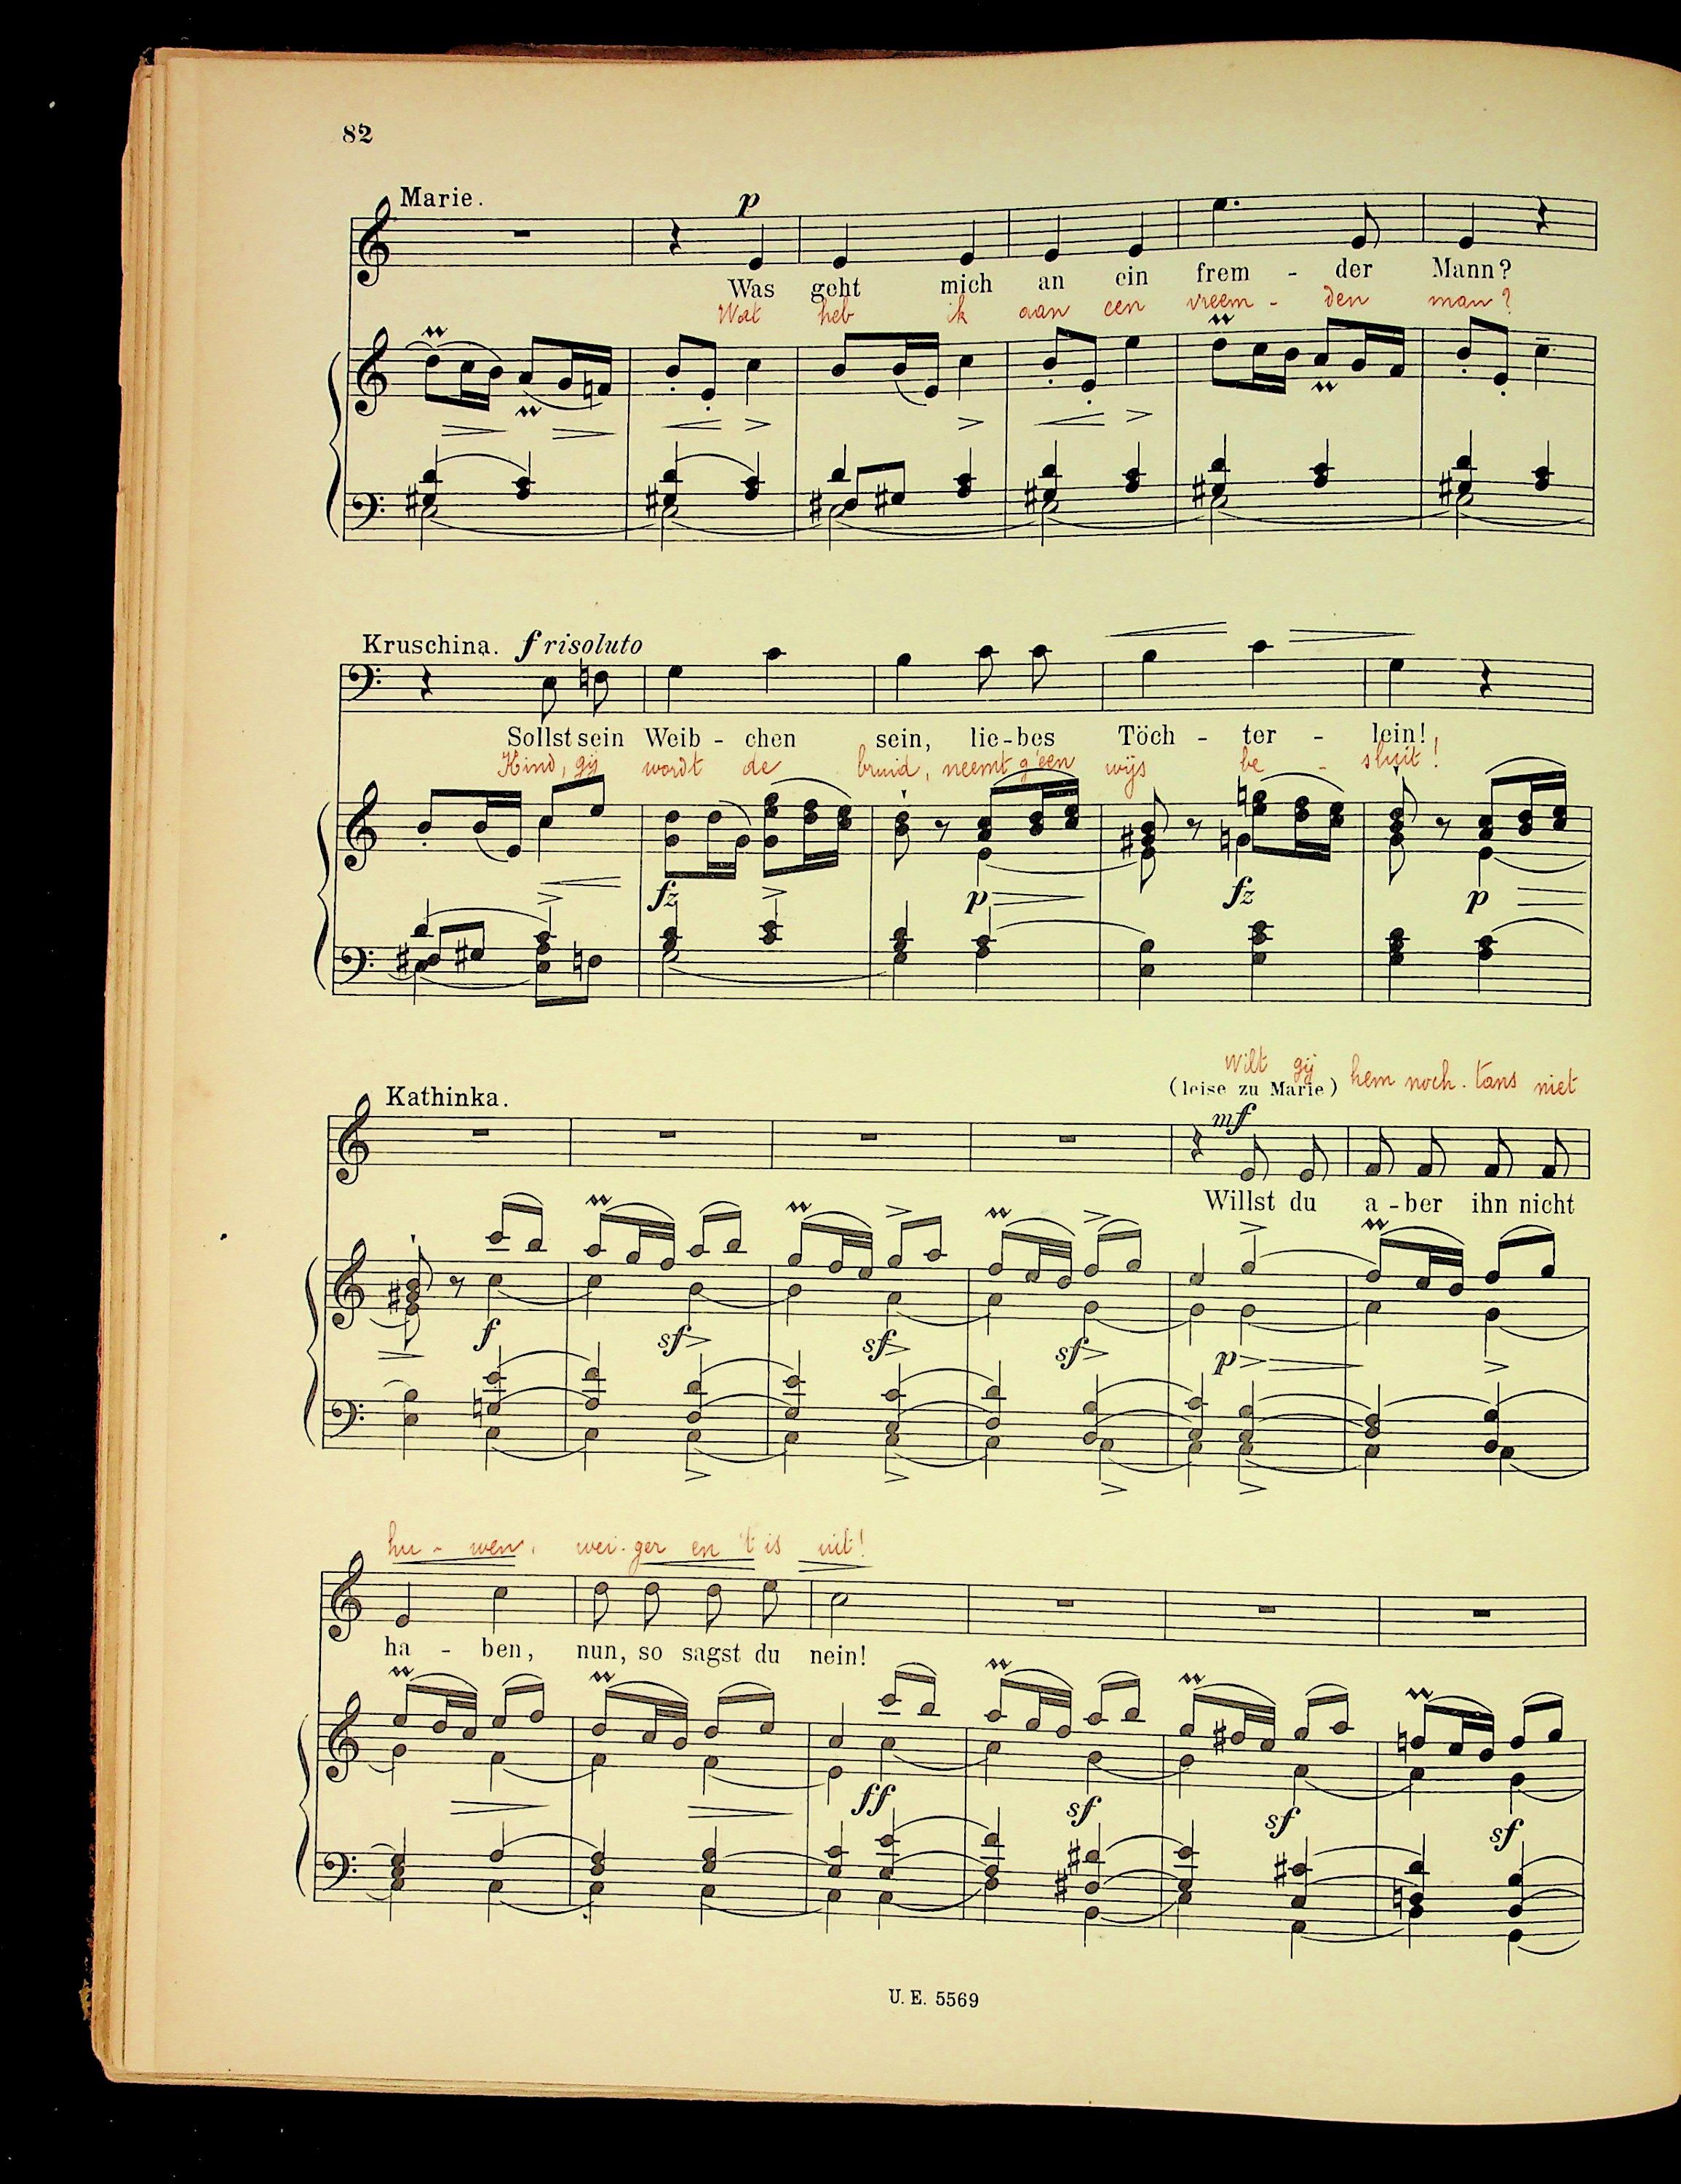 82
Marie.
p
Was geht mich an ein frem - der Mann?
Wat heb ik aan een vreem - den man?
Kruschina. f risoluto
Sollst sein Weib - chen sein, lie - bes Töch - ter - lein!
Kind, gij wordt de bruid, neemt g'een wijs be - sluit!
fz p fz p
wilt gij hem noch - tans niet
Kathinka.
(leise zu Marie)
mf
Willst du a - ber ihn nicht
f sf sf sf p
hu - wen, wei - ger en 't is uit!
ha - ben, nun, so sagst du nein!
ff sf sf sf
U. E. 5569